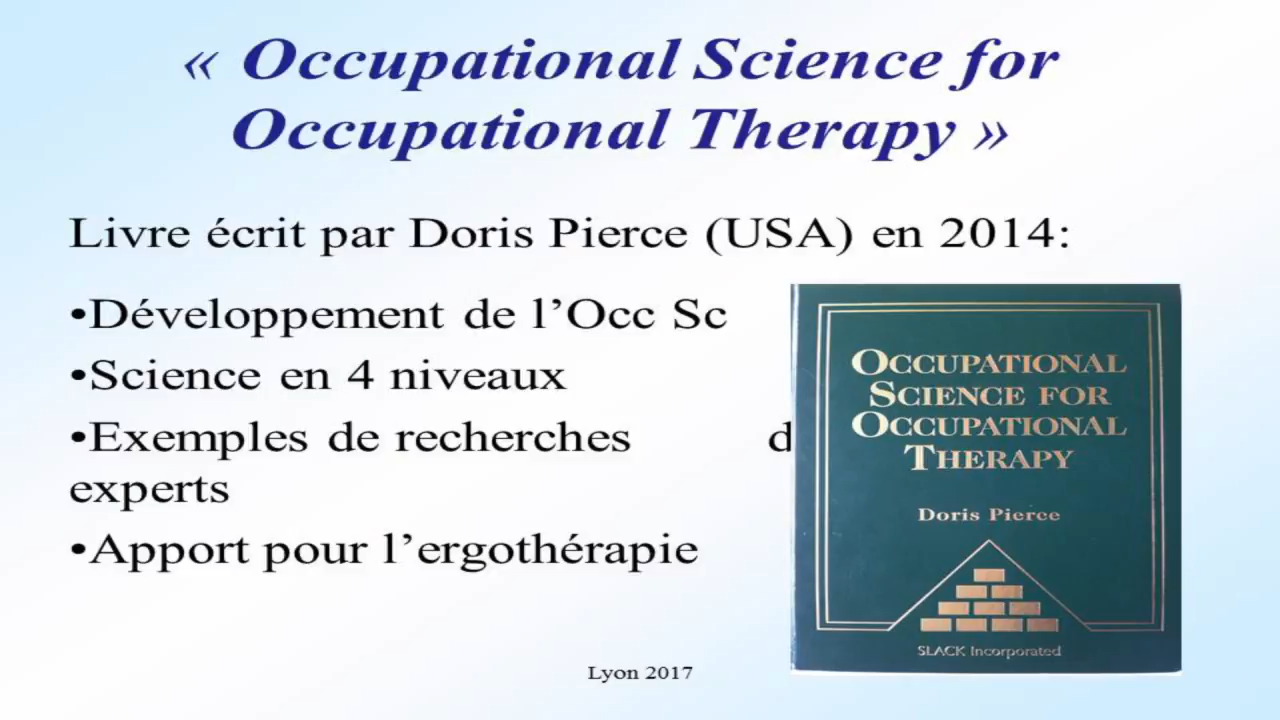 « Occupational Science for
Occupational Therapy »
Livre écrit par Doris Pierce (USA) en 2014:
•Développement de l’Occ Sc
•Science en 4 niveaux
•Exemples de recherches
experts
•Apport pour l’ergothérapie
OCCUPATIONAL
SCIENCE FOR
OCCUPATIONAL
THERAPY
Doris Pierce
SLACK Incorporated
Lyon 2017